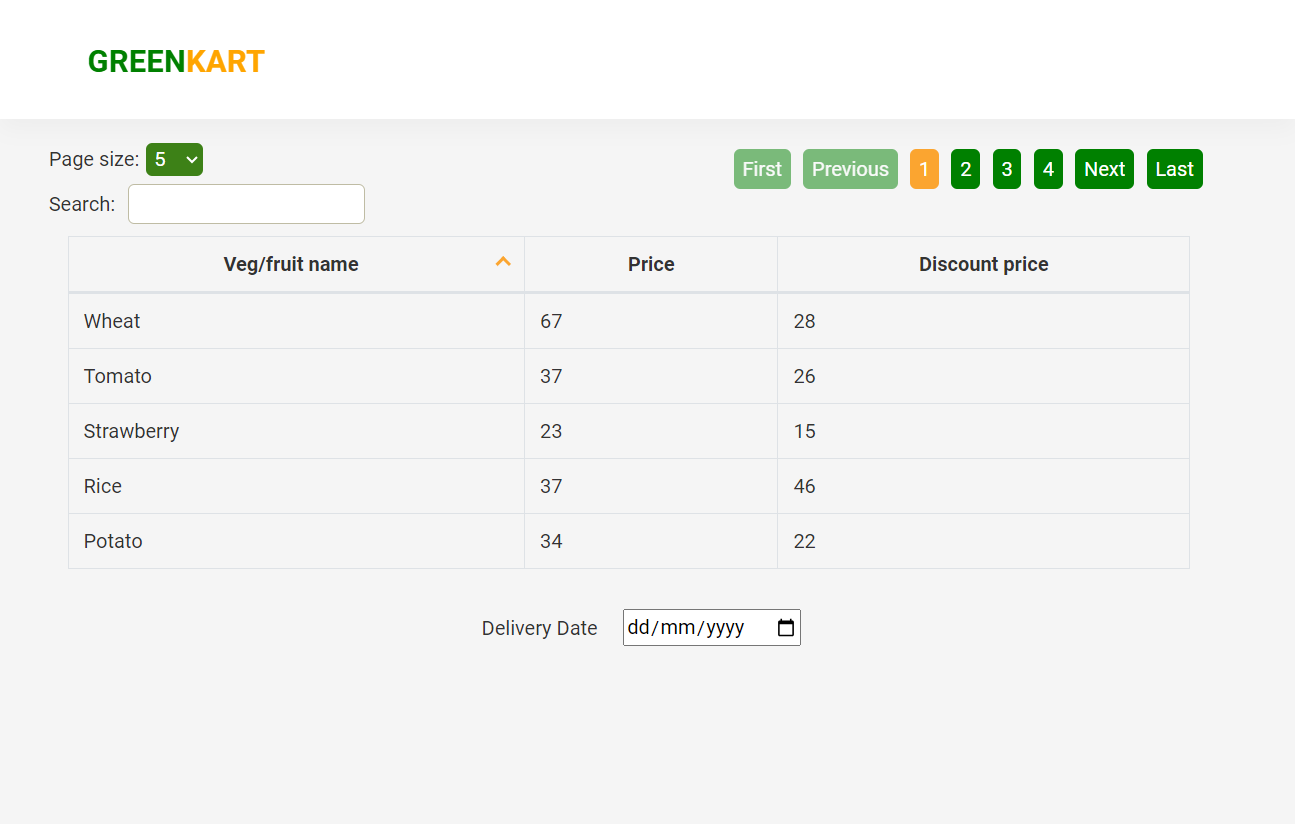 GREENKART
Page size: 5
First Previous 1 2 3 4 Next Last
Search:
Veg/fruit name Price Discount price
Wheat 67 28
Tomato 37 26
Strawberry 23 15
Rice 37 46
Potato 34 22
Delivery Date dd/mm/yyyy